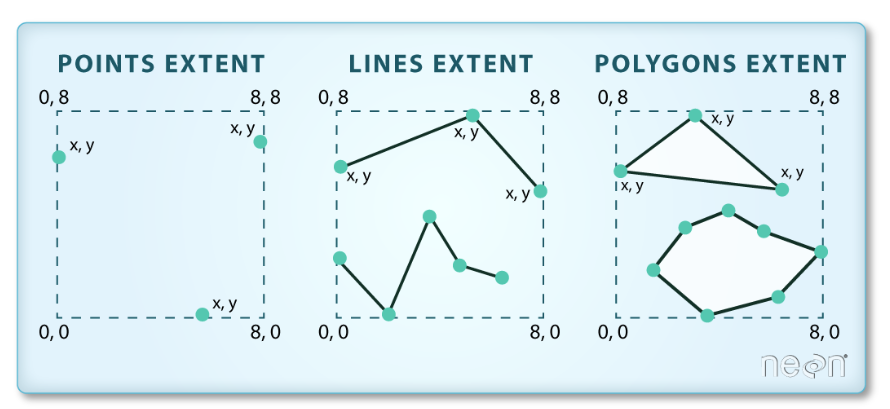 POINTS EXTENT
0, 8 8, 8
x, y
x, y
x, y
0, 0 8, 0
LINES EXTENT
0, 8 8, 8
x, y
x, y
x, y
0, 0 8, 0
POLYGONS EXTENT
0, 8 8, 8
x, y
x, y
x, y
0, 0 8, 0
neon